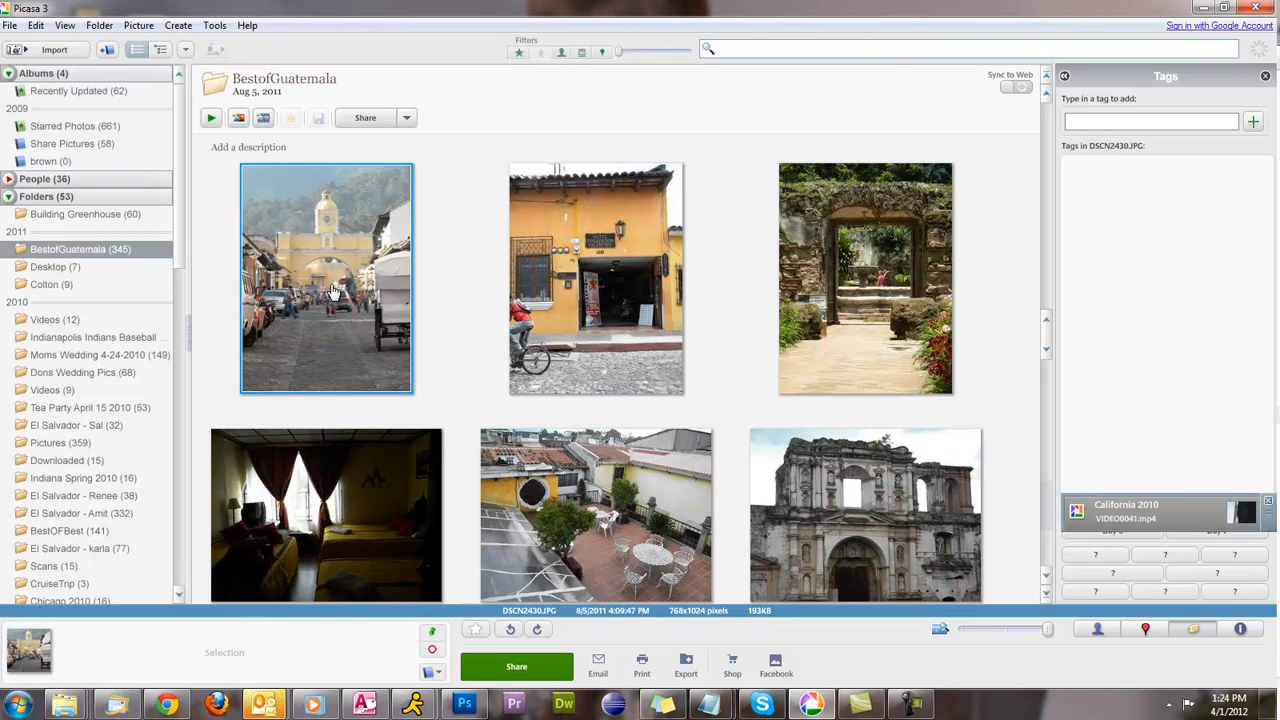 Picasa 3
File Edit View Folder Picture Create Tools Help
Sign in with Google Account
Import
Filters
Albums (4)
Recently Updated (62)
2009
Starred Photos (661)
Share Pictures (58)
brown (0)
People (36)
Folders (53)
Building Greenhouse (60)
2011
BestofGuatemala (345)
Desktop (7)
Colton (9)
2010
Videos (12)
Indianapolis Indians Baseball ...
Moms Wedding 4-24-2010 (149)
Dons Wedding Pics (68)
Videos (9)
Tea Party April 15 2010 (53)
El Salvador - Sal (32)
Pictures (359)
Downloaded (15)
Indiana Spring 2010 (16)
El Salvador - Renee (38)
El Salvador - Amit (332)
BestOFBest (141)
El Salvador - karla (77)
Scans (15)
CruiseTrip (3)
Chicago 2010 (16)
BestofGuatemala
Aug 5, 2011
Sync to Web
Share
Add a description
Tags
Type in a tag to add:
Tags in DSCN2430.JPG:
California 2010
VIDEO0041.mp4
? ? ?
? ?
? ? ?
DSCN2430.JPG 8/5/2011 4:09:47 PM 768x1024 pixels 193KB
Selection
Share
Email Print Export Shop Facebook
Ps Pr Dw
1:24 PM
4/1/2012